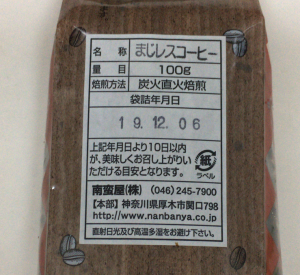 名称 まじレスコーヒー
量目 100g
焙煎方法 炭火直火焙煎
袋詰年月日
19.12.06
上記年月日より10日以内
が、美味しくお召し上がりい
ただける目安となります。
紙
ラベル
南蛮屋(株) (046)245-7900
【本部】神奈川県厚木市関口798
http://www.nanbanya.co.jp
直射日光及び高温多湿をお避け下さい。